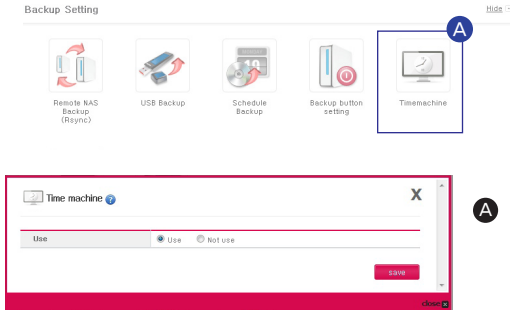 Backup Setting
Hide
A
Remote NAS
Backup
(Rsync)
USB Backup
Schedule
Backup
Backup button
setting
Timemachine
10
Time machine ?
X
A
Use
Use
Not use
save
close x